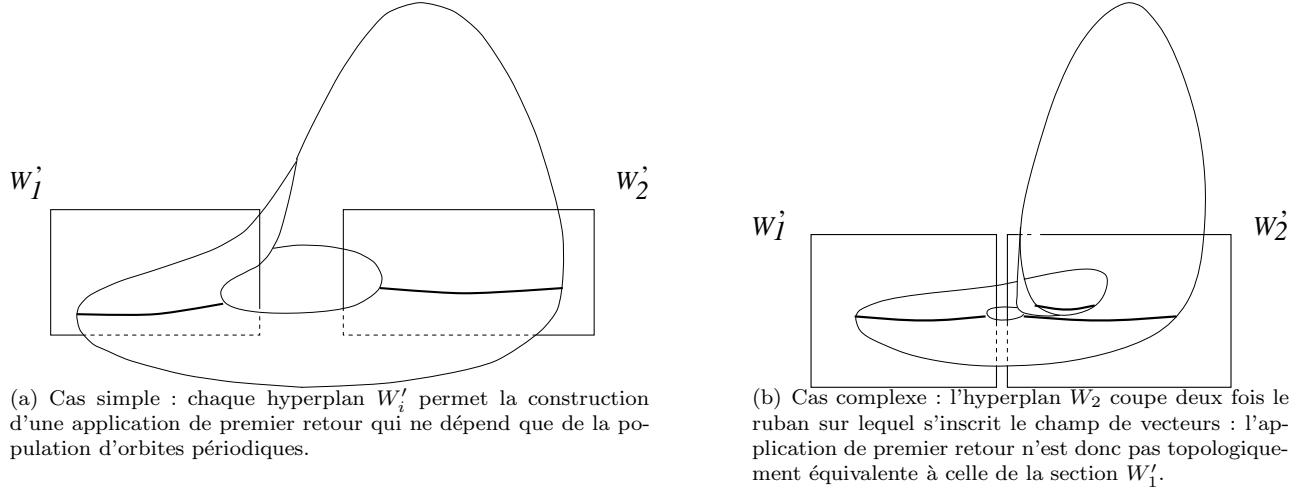 W'1
W'2
(a) Cas simple : chaque hyperplan W'i permet la construction
d'une application de premier retour qui ne dépend que de la po-
pulation d'orbites périodiques.
W'1
W'2
(b) Cas complexe : l'hyperplan W2 coupe deux fois le
ruban sur lequel s'inscrit le champ de vecteurs : l'ap-
plication de premier retour n'est donc pas topologique-
ment équivalente à celle de la section W'1.